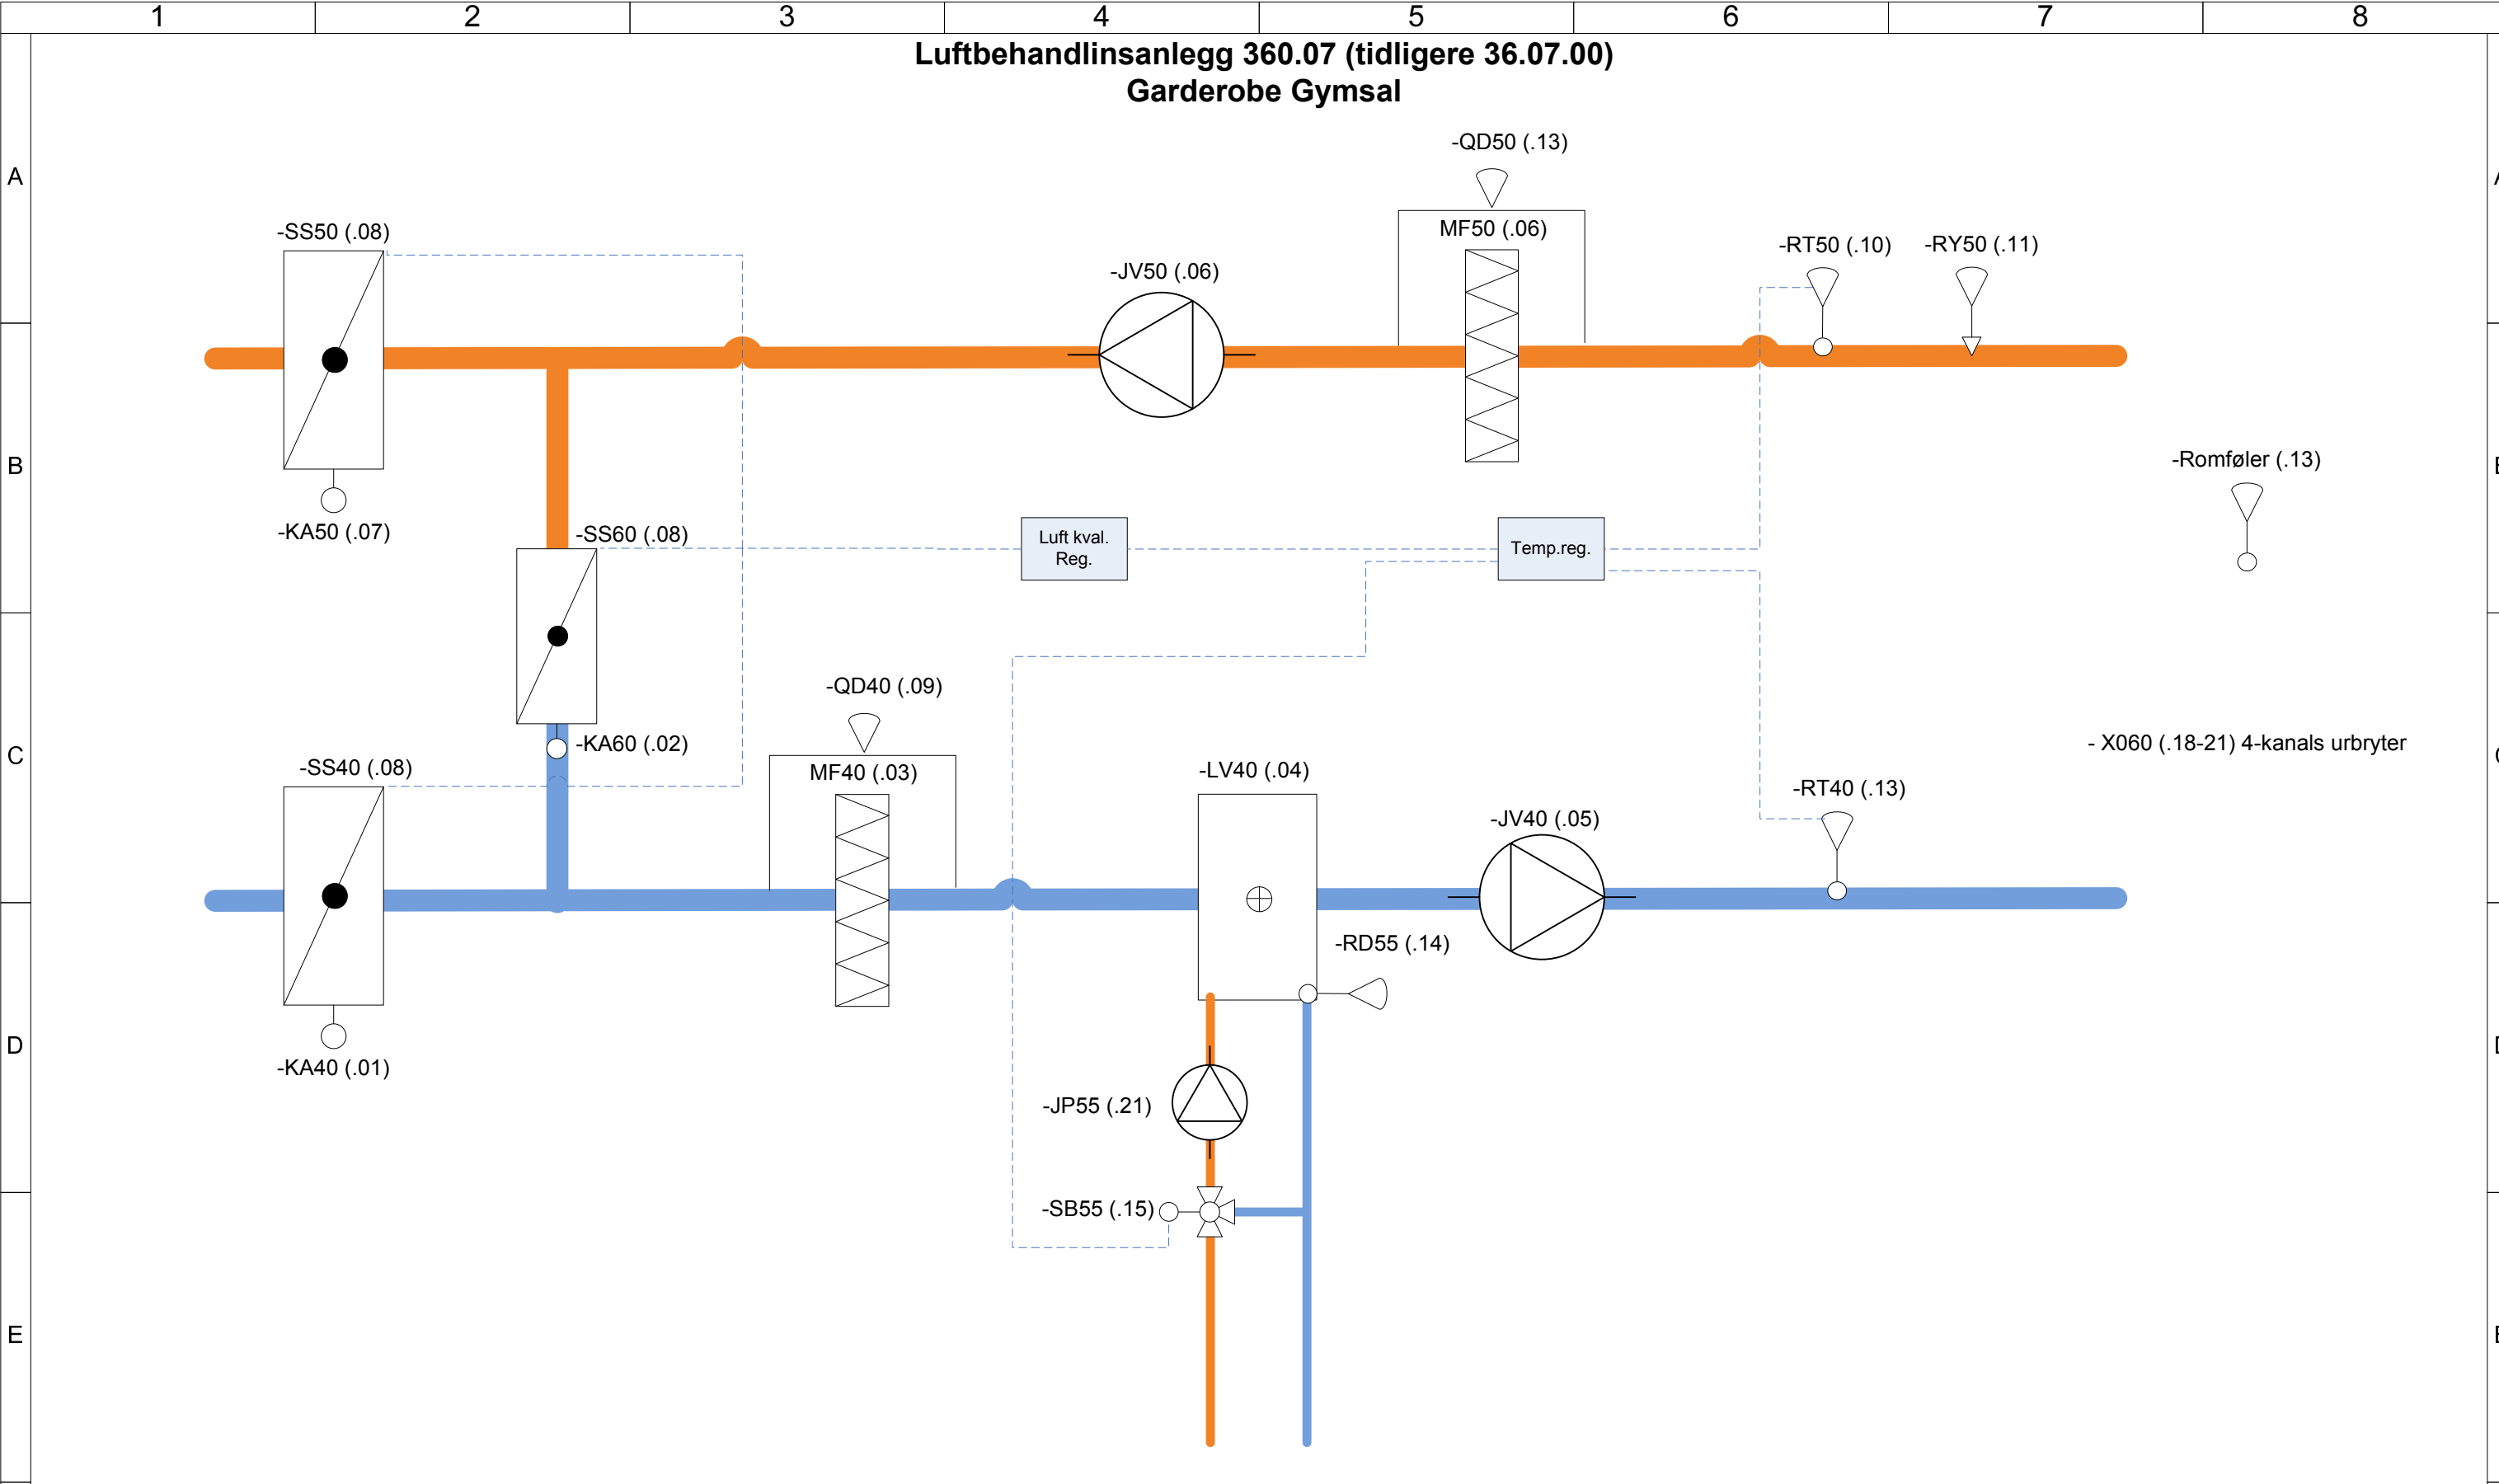 1 2 3 4 5 6 7 8
Luftbehandlinsanlegg 360.07 (tidligere 36.07.00)
Garderobe Gymsal
A
-QD50 (.13)
MF50 (.06)
-SS50 (.08)
-JV50 (.06)
-RT50 (.10)
-RY50 (.11)
B
-Romføler (.13)
-KA50 (.07)
-SS60 (.08)
Luft kval.
Reg.
Temp.reg.
-QD40 (.09)
C
-KA60 (.02)
- X060 (.18-21) 4-kanals urbryter
-SS40 (.08)
MF40 (.03)
-LV40 (.04)
-RT40 (.13)
-JV40 (.05)
-RD55 (.14)
D
-KA40 (.01)
-JP55 (.21)
-SB55 (.15)
E